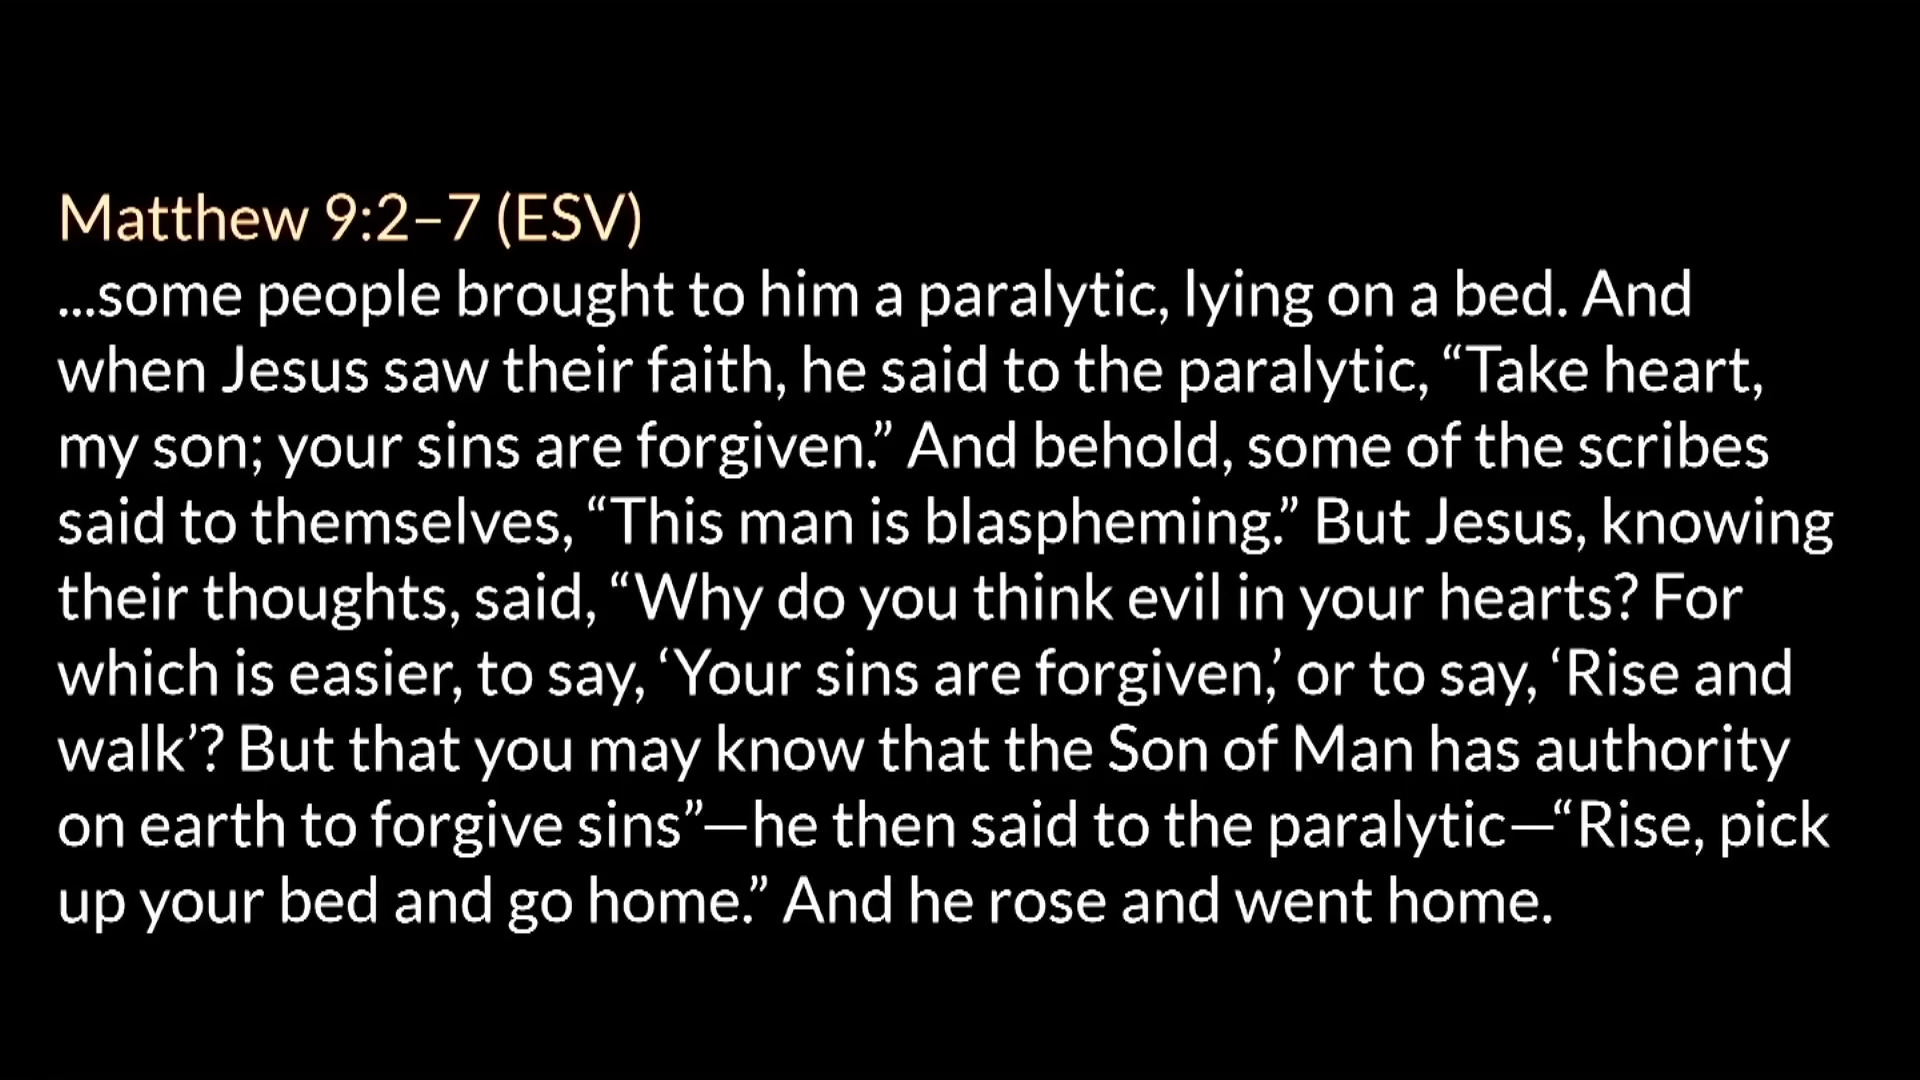 Matthew 9:2–7 (ESV)
...some people brought to him a paralytic, lying on a bed. And
when Jesus saw their faith, he said to the paralytic, “Take heart,
my son; your sins are forgiven.” And behold, some of the scribes
said to themselves, “This man is blaspheming.” But Jesus, knowing
their thoughts, said, “Why do you think evil in your hearts? For
which is easier, to say, ‘Your sins are forgiven,’ or to say, ‘Rise and
walk’? But that you may know that the Son of Man has authority
on earth to forgive sins”—he then said to the paralytic—“Rise, pick
up your bed and go home.” And he rose and went home.